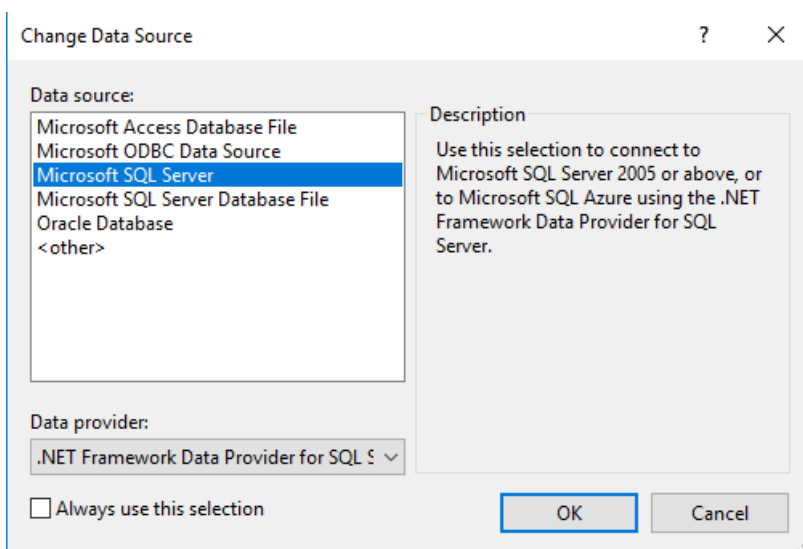 Change Data Source
?
Data source:
Microsoft Access Database File
Microsoft ODBC Data Source
Microsoft SQL Server
Microsoft SQL Server Database File
Oracle Database
<other>
Description
Use this selection to connect to
Microsoft SQL Server 2005 or above, or
to Microsoft SQL Azure using the .NET
Framework Data Provider for SQL
Server.
Data provider:
.NET Framework Data Provider for SQL S
Always use this selection
OK
Cancel